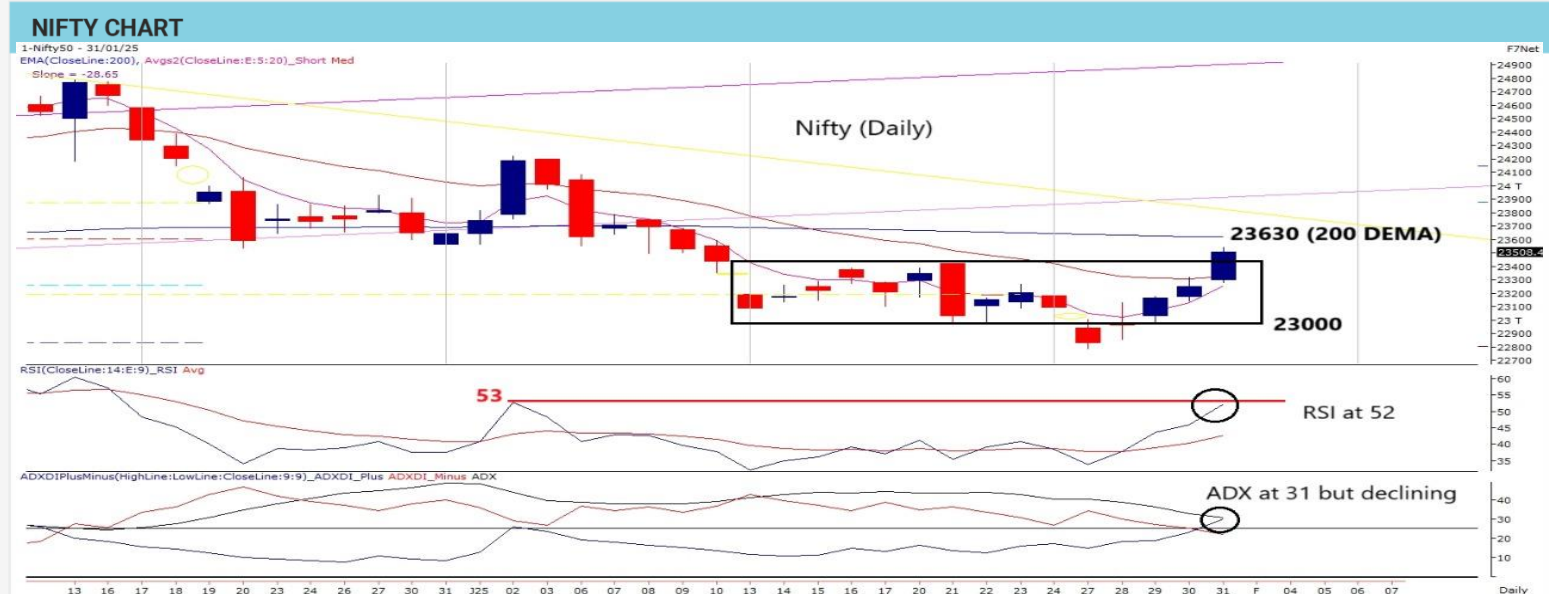 NIFTY CHART
1-Nifty50 - 31/01/25
F7Net
EMA(CloseLine:200), Avgs2(CloseLine:E:5:20)_Short Med
Slope = -28.65
Nifty (Daily)
24900
24800
24700
24600
24500
24400
24300
24200
24100
24 T
23900
23800
23700
23600
23508.4
23400
23300
23200
23100
23 T
22900
22800
22700
23630 (200 DEMA)
23000
RSI(CloseLine:14:E:9)_RSI Avg
53
RSI at 52
60
55
50
45
40
35
ADXDIPlusMinus(HighLine:LowLine:CloseLine:9:9)_ADXDI_Plus ADXDI_Minus ADX
ADX at 31 but declining
40
30
20
10
13 16 17 18 19 20 23 24 26 27 30 31 J25 02 03 06 07 08 09 10 13 14 15 16 17 20 21 22 23 24 27 28 29 30 31 F 04 05 06 07 Daily